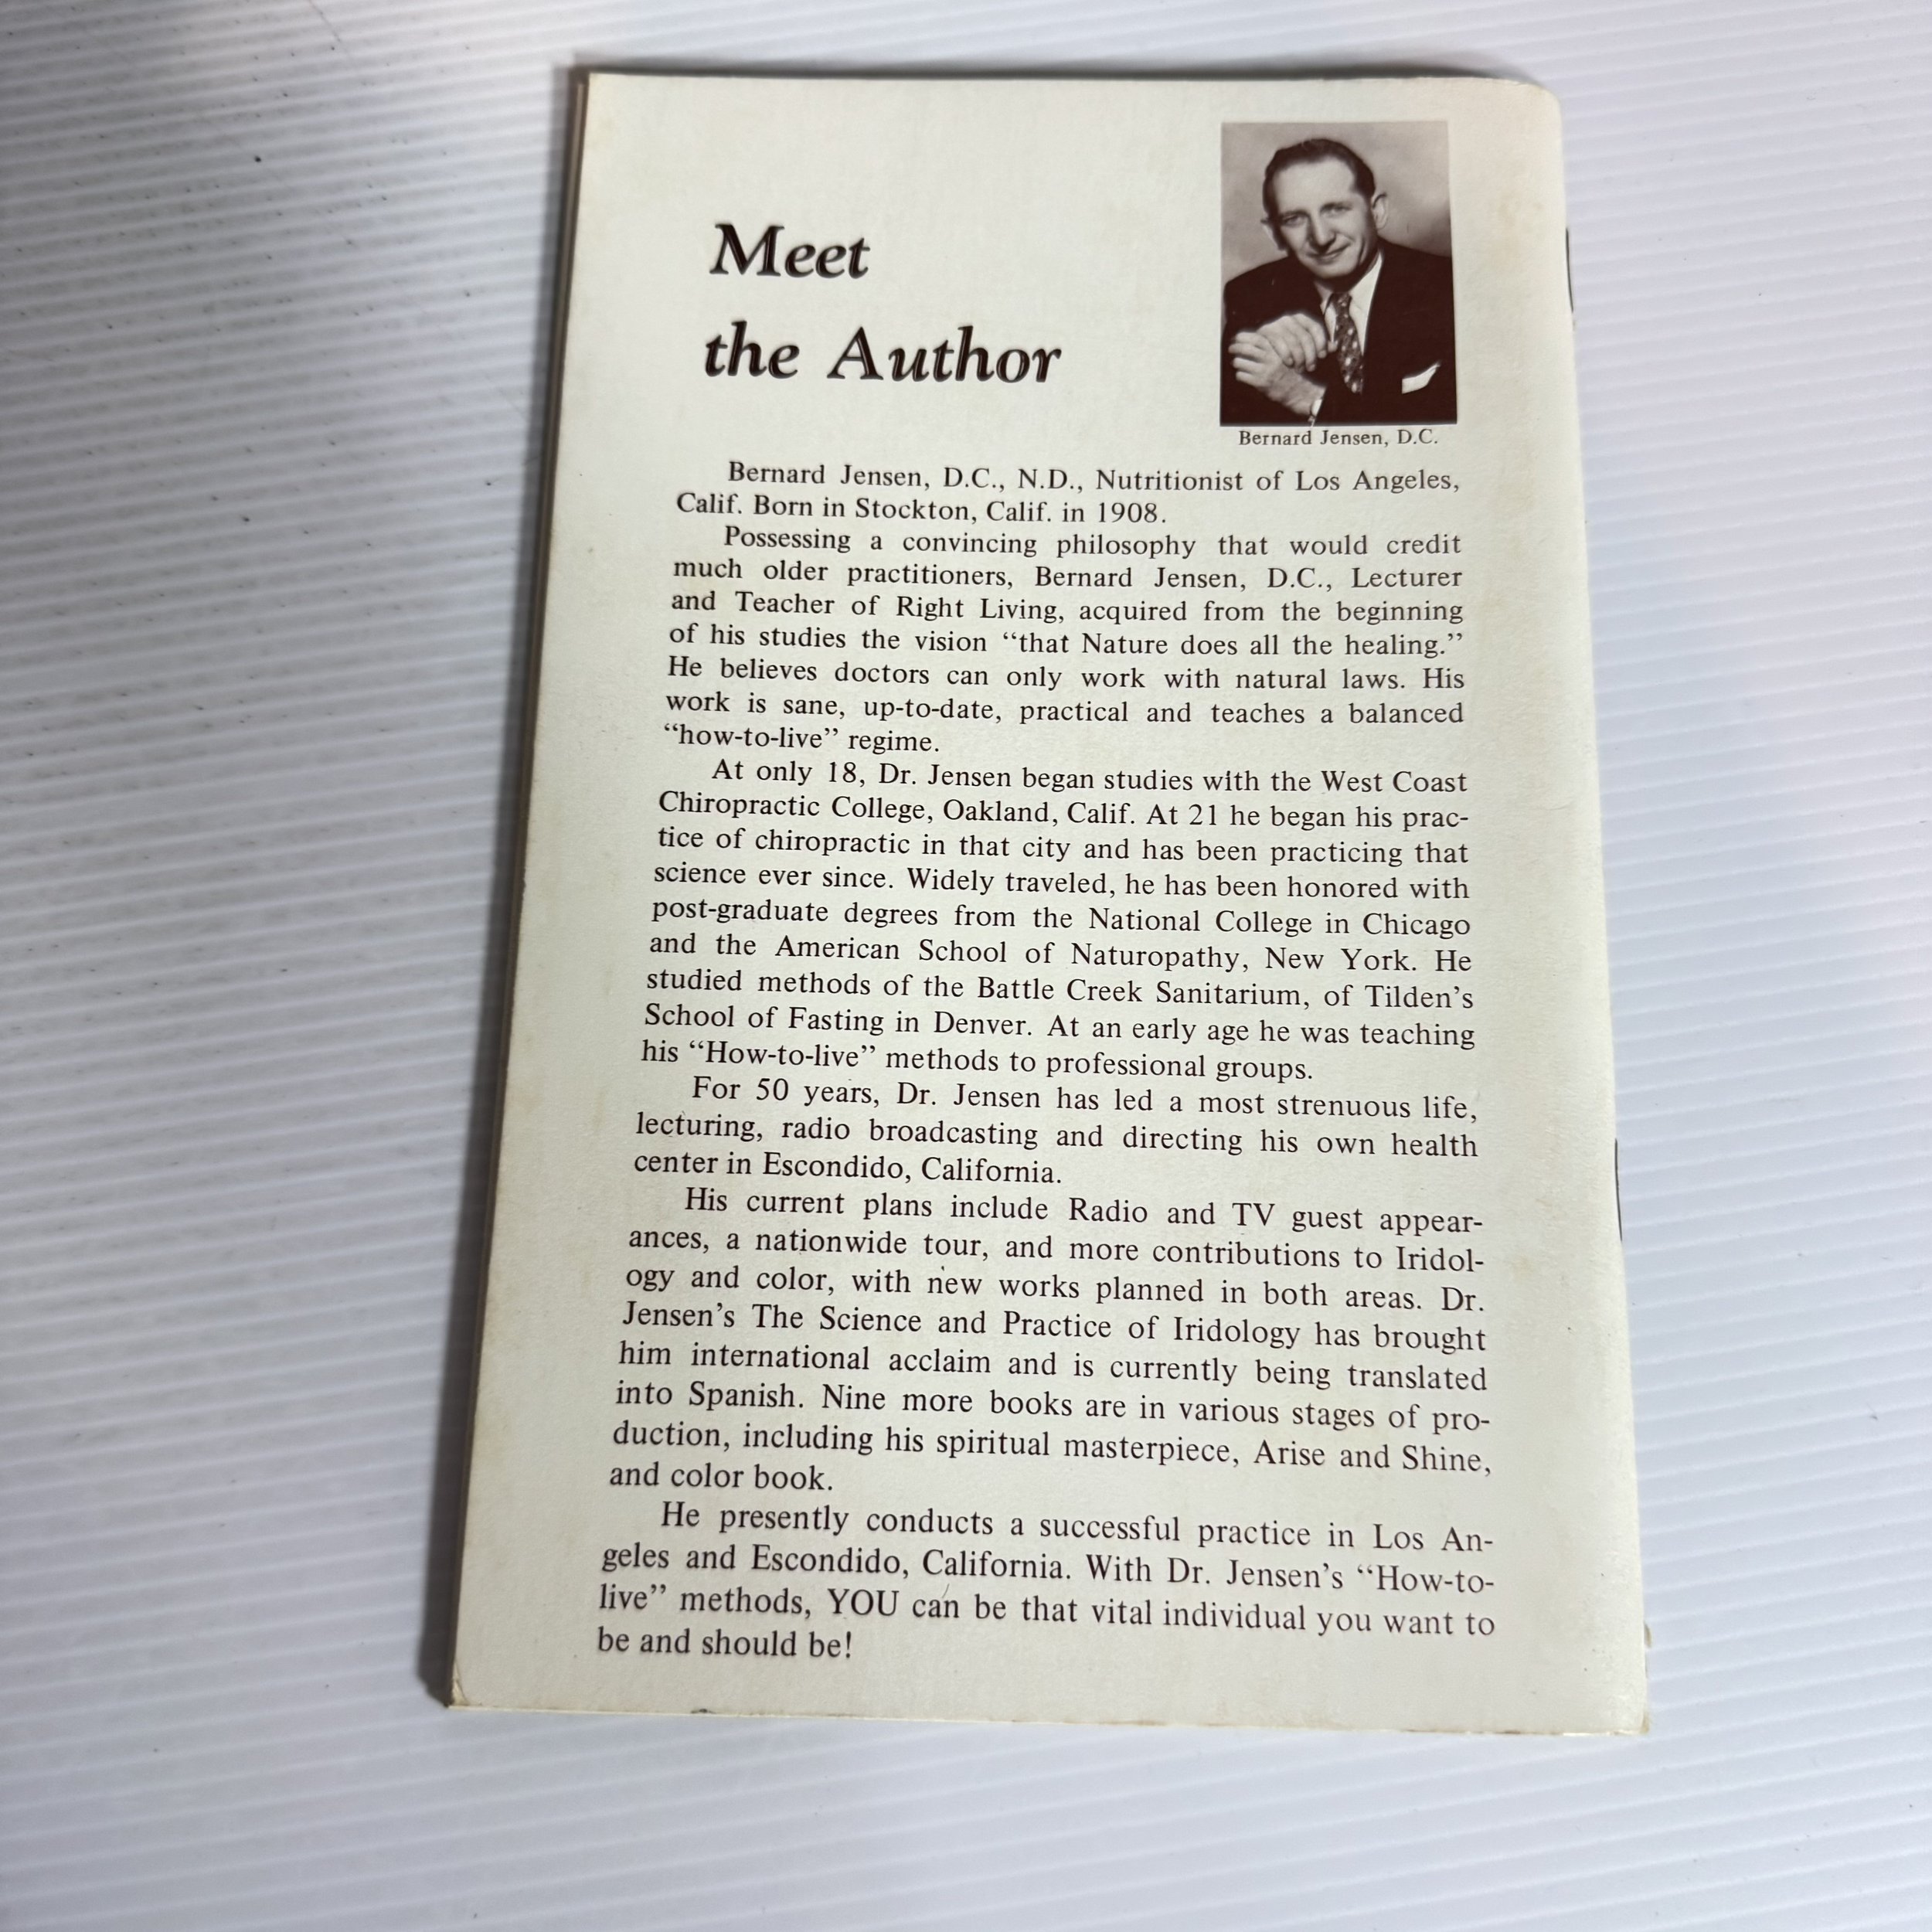 Meet
the Author
Bernard Jensen, D.C.
Bernard Jensen, D.C., N.D., Nutritionist of Los Angeles,
Calif. Born in Stockton, Calif. in 1908.
Possessing a convincing philosophy that would credit
much older practitioners, Bernard Jensen, D.C., Lecturer
and Teacher of Right Living, acquired from the beginning
of his studies the vision “that Nature does all the healing.”
He believes doctors can only work with natural laws. His
work is sane, up-to-date, practical and teaches a balanced
“how-to-live” regime.
At only 18, Dr. Jensen began studies with the West Coast
Chiropractic College, Oakland, Calif. At 21 he began his prac-
tice of chiropractic in that city and has been practicing that
science ever since. Widely traveled, he has been honored with
post-graduate degrees from the National College in Chicago
and the American School of Naturopathy, New York. He
studied methods of the Battle Creek Sanitarium, of Tilden’s
School of Fasting in Denver. At an early age he was teaching
his “How-to-live” methods to professional groups.
For 50 years, Dr. Jensen has led a most strenuous life,
lecturing, radio broadcasting and directing his own health
center in Escondido, California.
His current plans include Radio and TV guest appear-
ances, a nationwide tour, and more contributions to Iridol-
ogy and color, with new works planned in both areas. Dr.
Jensen’s The Science and Practice of Iridology has brought
him international acclaim and is currently being translated
into Spanish. Nine more books are in various stages of pro-
duction, including his spiritual masterpiece, Arise and Shine,
and color book.
He presently conducts a successful practice in Los An-
geles and Escondido, California. With Dr. Jensen’s “How-to-
live” methods, YOU can be that vital individual you want to
be and should be!